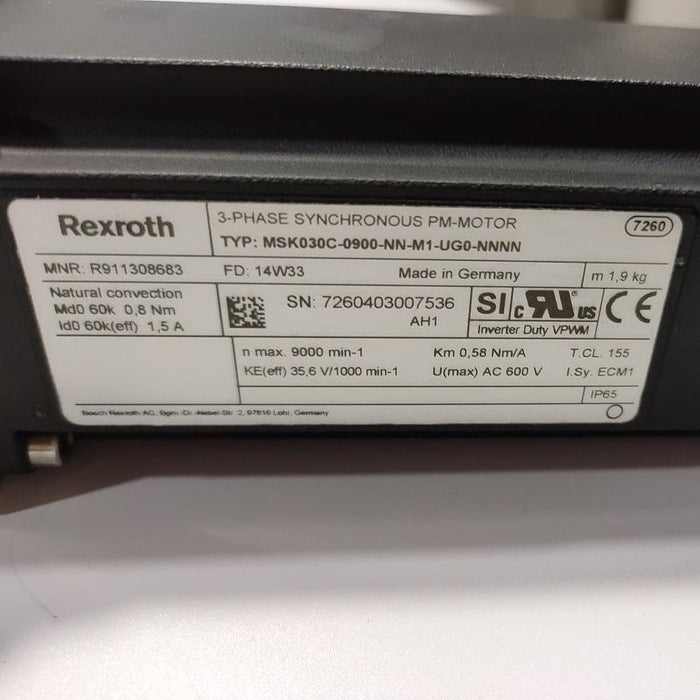 Rexroth
3-PHASE SYNCHRONOUS PM-MOTOR
7260
TYP: MSK030C-0900-NN-M1-UG0-NNNN
MNR: R911308683
FD: 14W33
Made in Germany
m 1,9 kg
Natural convection
Md0 60k 0,8 Nm
Id0 60k(eff) 1,5 A
SN: 7260403007536
AH1
SI
c RU us
CE
Inverter Duty VPWM
n max. 9000 min-1
Km 0,58 Nm/A
T.CL. 155
KE(eff) 35,6 V/1000 min-1
U(max) AC 600 V
I.Sy. ECM1
IP65
Bosch Rexroth AG, Bgm.-Dr.-Nebel-Str. 2, 97816 Lohr, Germany